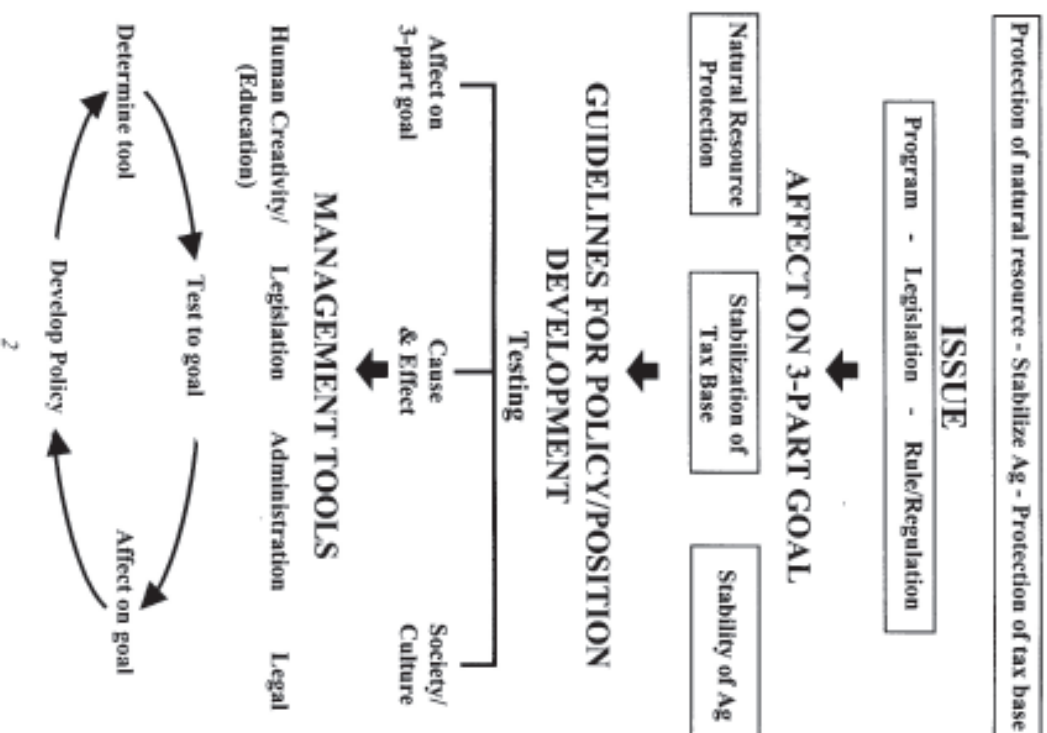 Protection of natural resource - Stabilize Ag - Protection of tax base
ISSUE
Program - Legislation - Rule/Regulation
AFFECT ON 3-PART GOAL
Natural Resource
Protection
Stabilization of
Tax Base
Stability of Ag
GUIDELINES FOR POLICY/POSITION
DEVELOPMENT
Testing
Affect on
3-part goal
Cause
& Effect
Society/
Culture
MANAGEMENT TOOLS
Human Creativity/
(Education)
Legislation
Administration
Legal
Determine tool
Test to goal
Affect on goal
Develop Policy
2